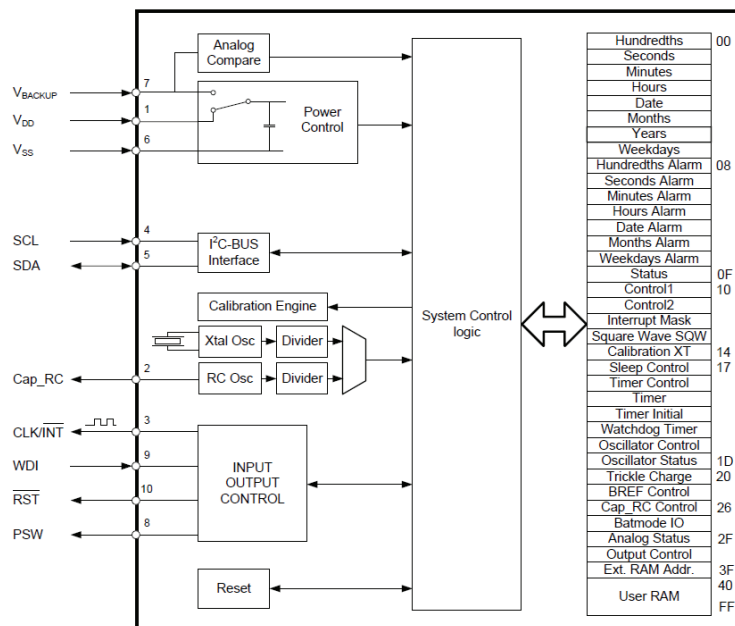 Analog
Compare
7
VBACKUP
1
VDD
6
VSS
Power
Control
4
SCL
5
SDA
I2C-BUS
Interface
Calibration Engine
Xtal Osc
Divider
2
Cap_RC
RC Osc
Divider
3
CLK/INT
9
WDI
10
RST
8
PSW
INPUT
OUTPUT
CONTROL
Reset
System Control
logic
Hundredths 00
Seconds
Minutes
Hours
Date
Months
Years
Weekdays
Hundredths Alarm 08
Seconds Alarm
Minutes Alarm
Hours Alarm
Date Alarm
Months Alarm
Weekdays Alarm
Status 0F
Control1 10
Control2
Interrupt Mask
Square Wave SQW
Calibration XT 14
Sleep Control 17
Timer Control
Timer
Timer Initial
Watchdog Timer
Oscillator Control
Oscillator Status 1D
Trickle Charge 20
BREF Control
Cap_RC Control 26
Batmode IO
Analog Status 2F
Output Control
Ext. RAM Addr. 3F
40
User RAM
FF